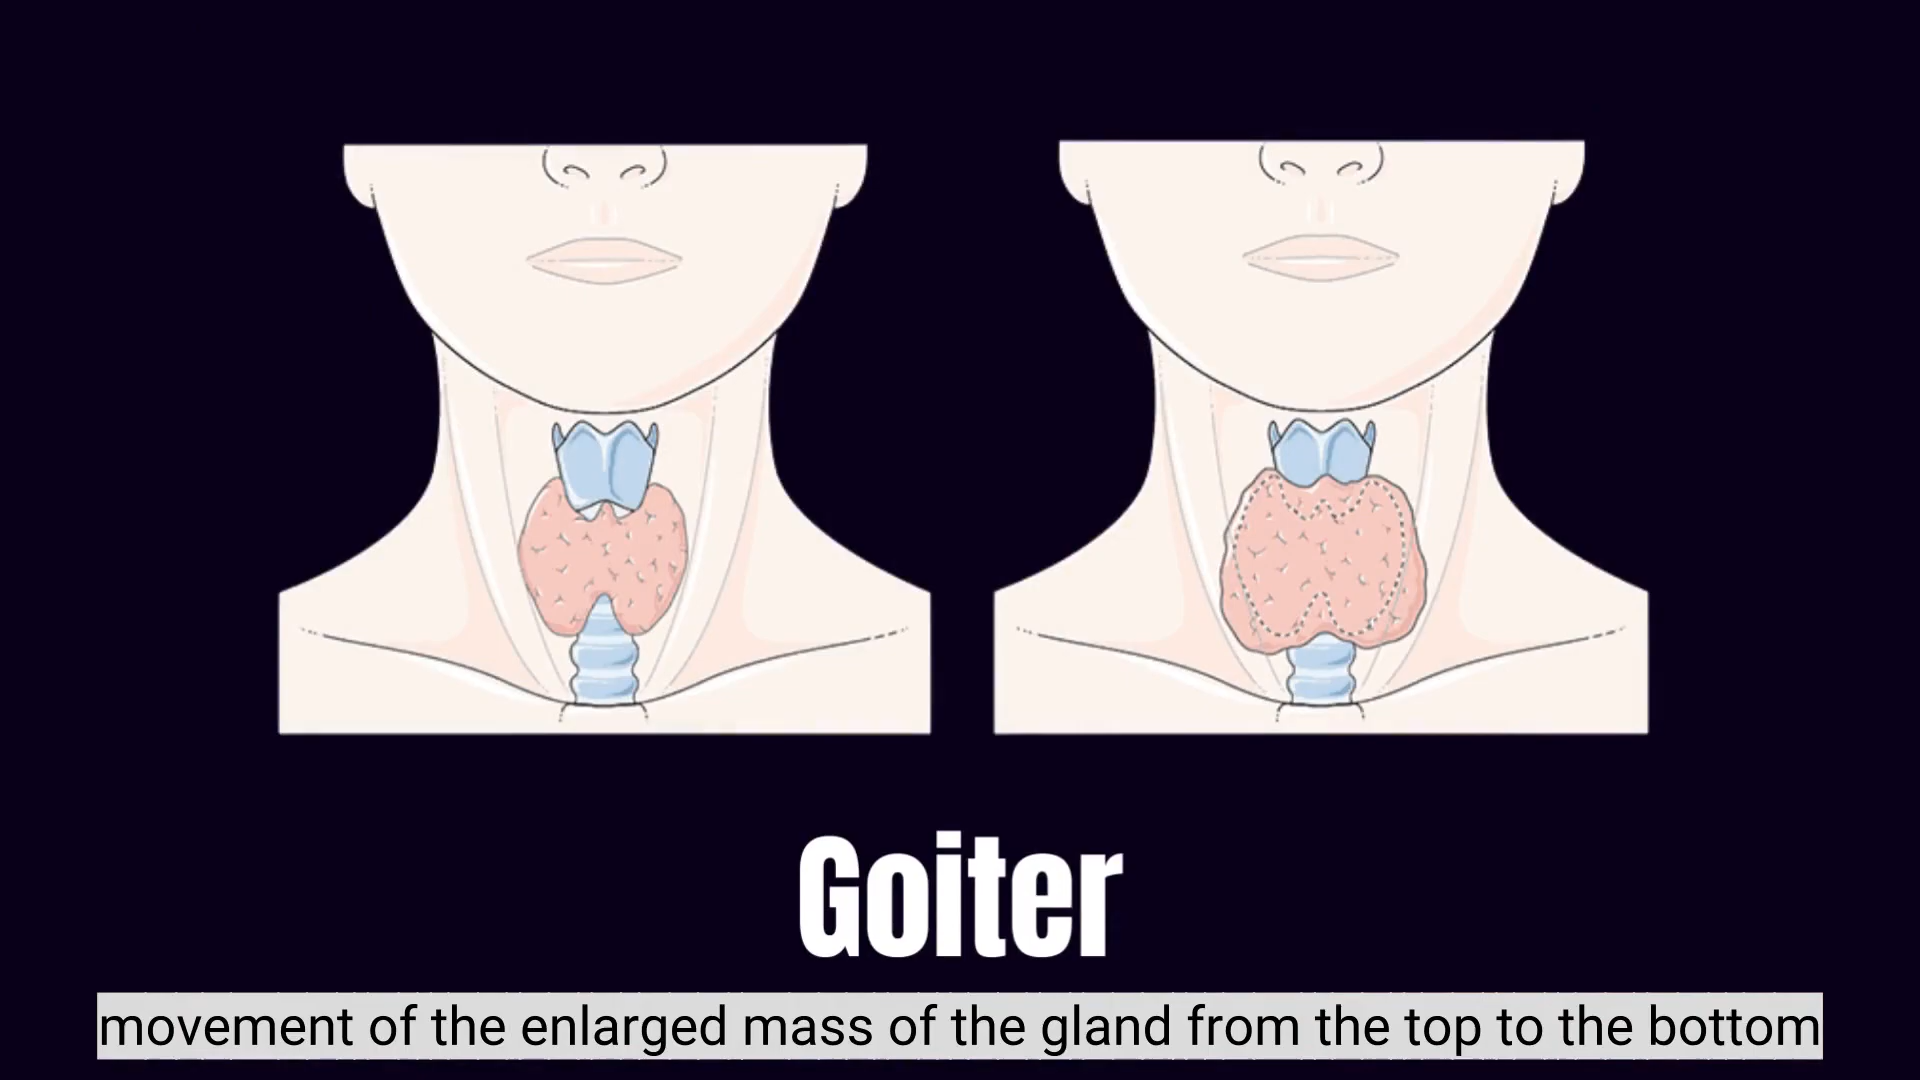 Goiter
movement of the enlarged mass of the gland from the top to the bottom